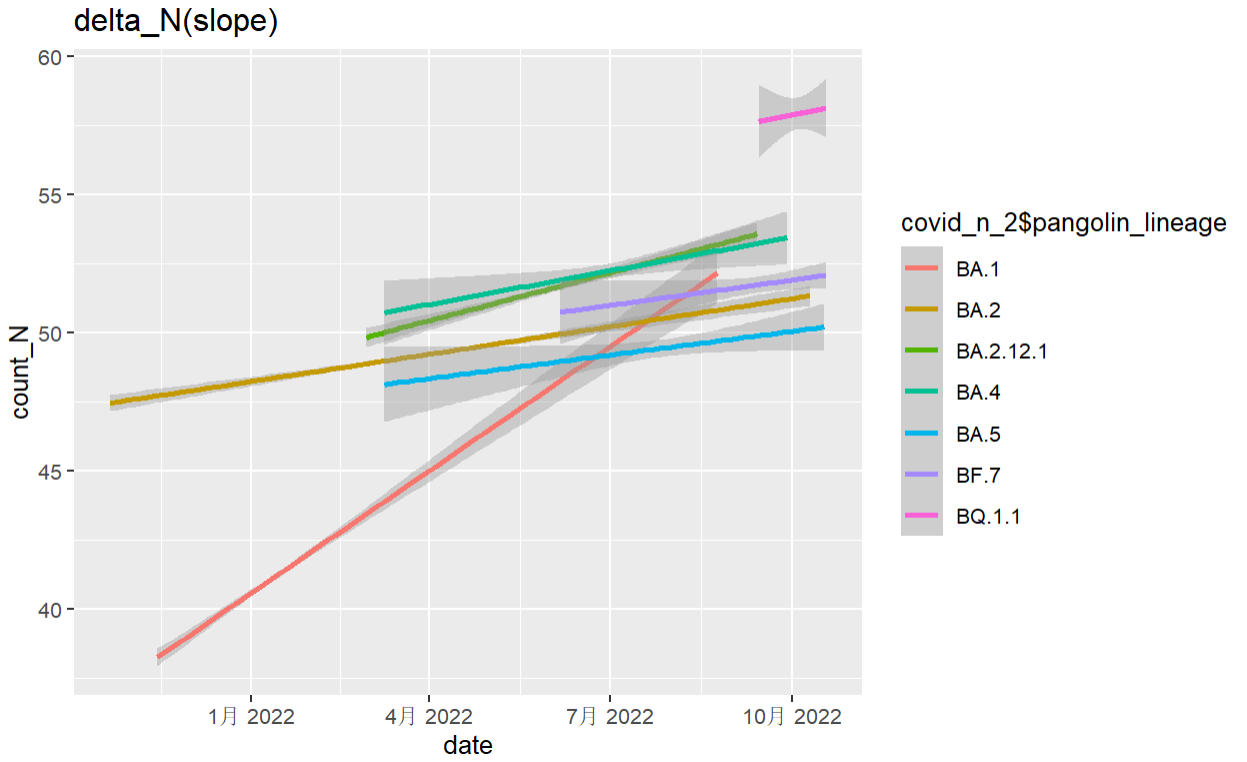 delta_N(slope)
count_N
60
55
50
45
40
1月 2022
4月 2022
7月 2022
10月 2022
date
covid_n_2$pangolin_lineage
BA.1
BA.2
BA.2.12.1
BA.4
BA.5
BF.7
BQ.1.1